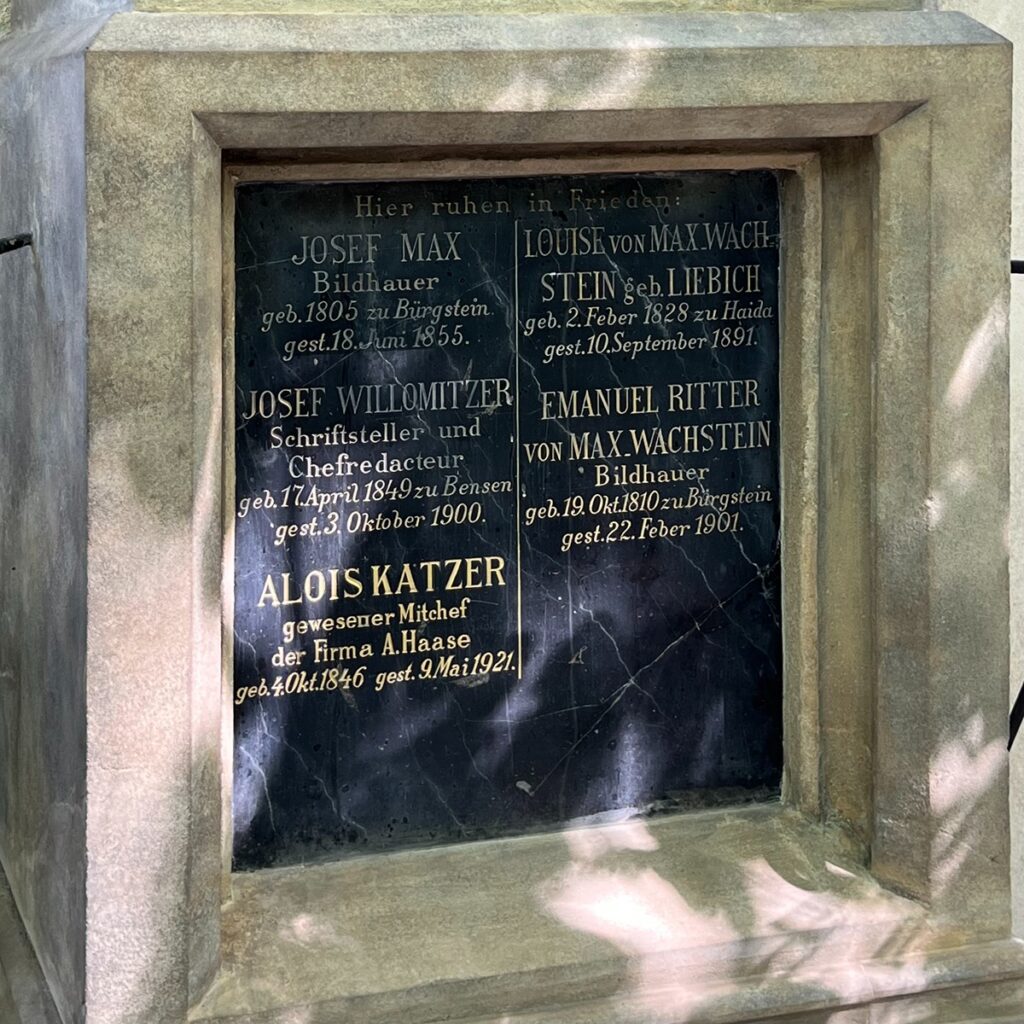 Hier ruhen in Frieden:
JOSEF MAX
Bildhauer
geb. 1805 zu Bürgstein
gest. 18. Juni 1855.
JOSEF WILLOMITZER
Schriftsteller und
Chefredacteur
geb. 17. April 1849 zu Bensen
gest. 3. Oktober 1900.
ALOIS KATZER
gewesener Mitchef
der Firma A. Haase
geb. 4. Okt. 1846 gest. 9. Mai 1921.
LOUISE VON MAX-WACH-
STEIN geb. LIEBICH
geb. 2. Feber 1828 zu Haida
gest. 10. September 1891.
EMANUEL RITTER
VON MAX-WACHSTEIN
Bildhauer
geb. 19. Okt. 1810 zu Bürgstein
gest. 22. Feber 1901.